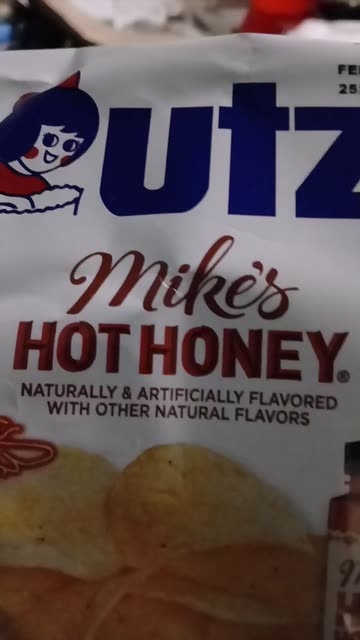 utz
Mike's
HOT HONEY®
NATURALLY & ARTIFICIALLY FLAVORED
WITH OTHER NATURAL FLAVORS